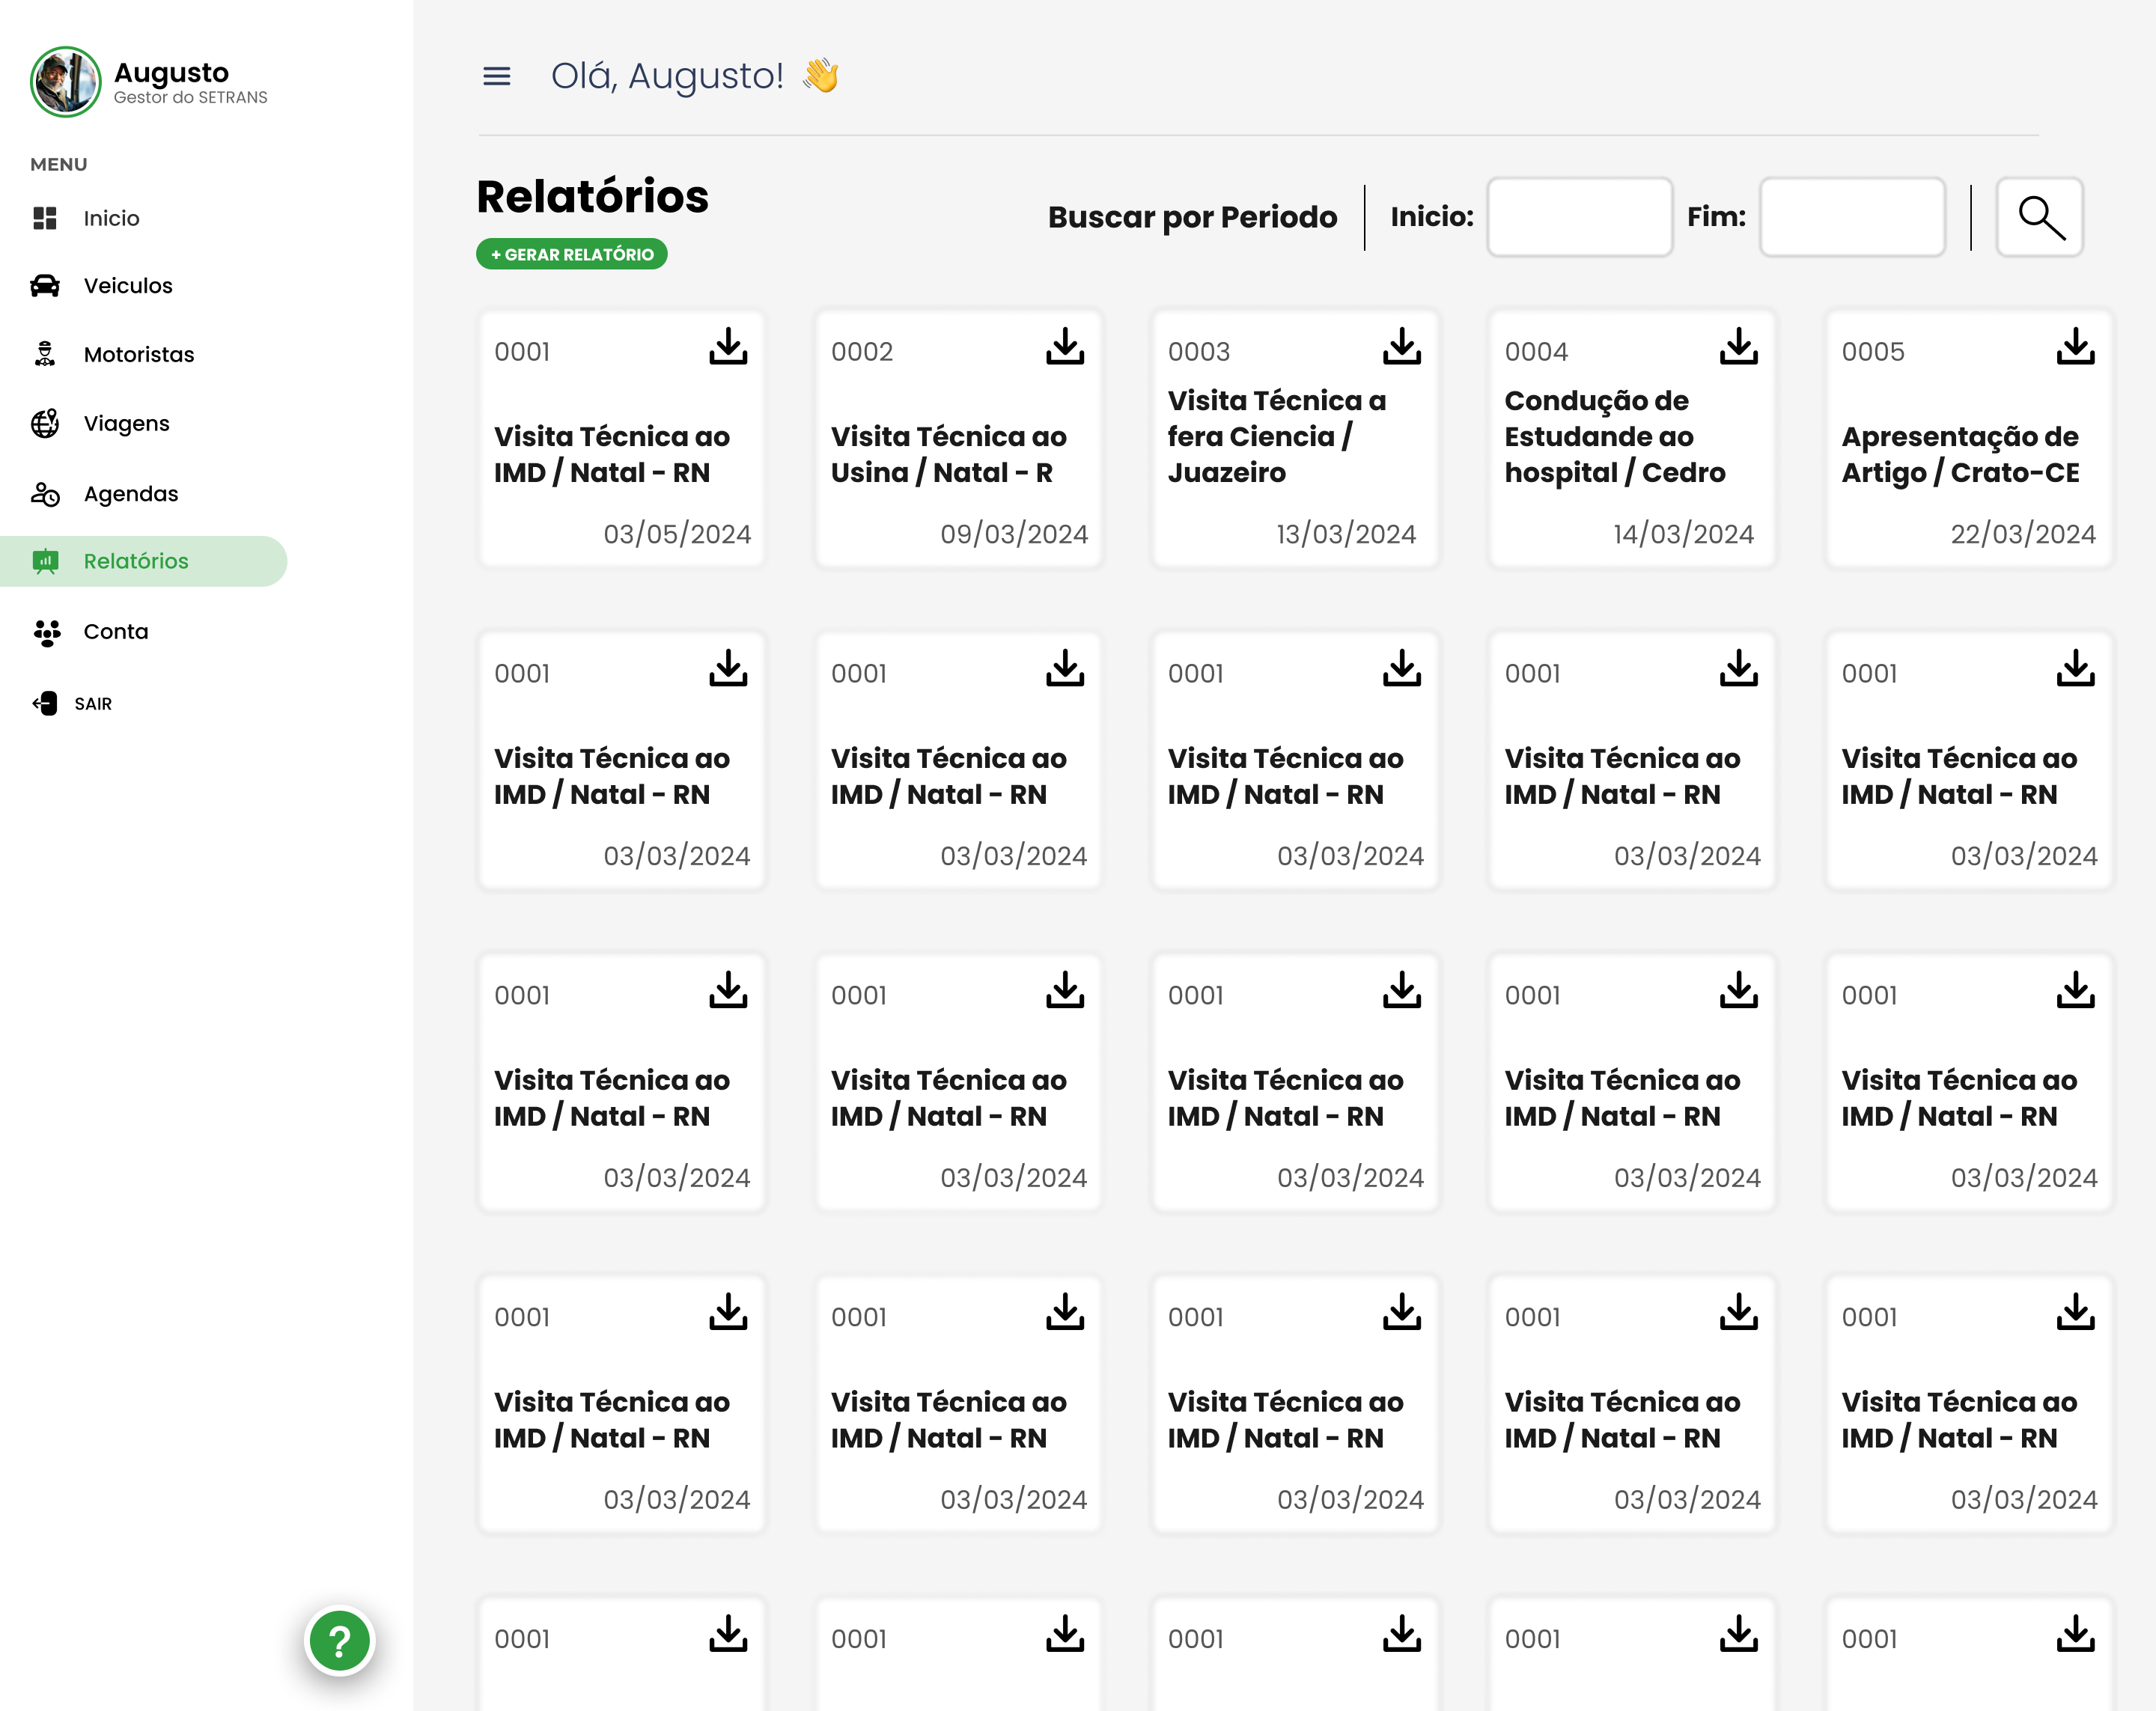 Augusto
Gestor do SETRANS
MENU
Inicio
Veiculos
Motoristas
Viagens
Agendas
Relatórios
Conta
SAIR
?
Olá, Augusto! 👋
Relatórios
+ GERAR RELATÓRIO
Buscar por Periodo
Inicio:
Fim:
0001
Visita Técnica ao
IMD / Natal - RN
03/05/2024
0002
Visita Técnica ao
Usina / Natal - R
09/03/2024
0003
Visita Técnica a
fera Ciencia /
Juazeiro
13/03/2024
0004
Condução de
Estudande ao
hospital / Cedro
14/03/2024
0005
Apresentação de
Artigo / Crato-CE
22/03/2024
0001
Visita Técnica ao
IMD / Natal - RN
03/03/2024
0001
Visita Técnica ao
IMD / Natal - RN
03/03/2024
0001
Visita Técnica ao
IMD / Natal - RN
03/03/2024
0001
Visita Técnica ao
IMD / Natal - RN
03/03/2024
0001
Visita Técnica ao
IMD / Natal - RN
03/03/2024
0001
Visita Técnica ao
IMD / Natal - RN
03/03/2024
0001
Visita Técnica ao
IMD / Natal - RN
03/03/2024
0001
Visita Técnica ao
IMD / Natal - RN
03/03/2024
0001
Visita Técnica ao
IMD / Natal - RN
03/03/2024
0001
Visita Técnica ao
IMD / Natal - RN
03/03/2024
0001
Visita Técnica ao
IMD / Natal - RN
03/03/2024
0001
Visita Técnica ao
IMD / Natal - RN
03/03/2024
0001
Visita Técnica ao
IMD / Natal - RN
03/03/2024
0001
Visita Técnica ao
IMD / Natal - RN
03/03/2024
0001
Visita Técnica ao
IMD / Natal - RN
03/03/2024
0001
0001
0001
0001
0001